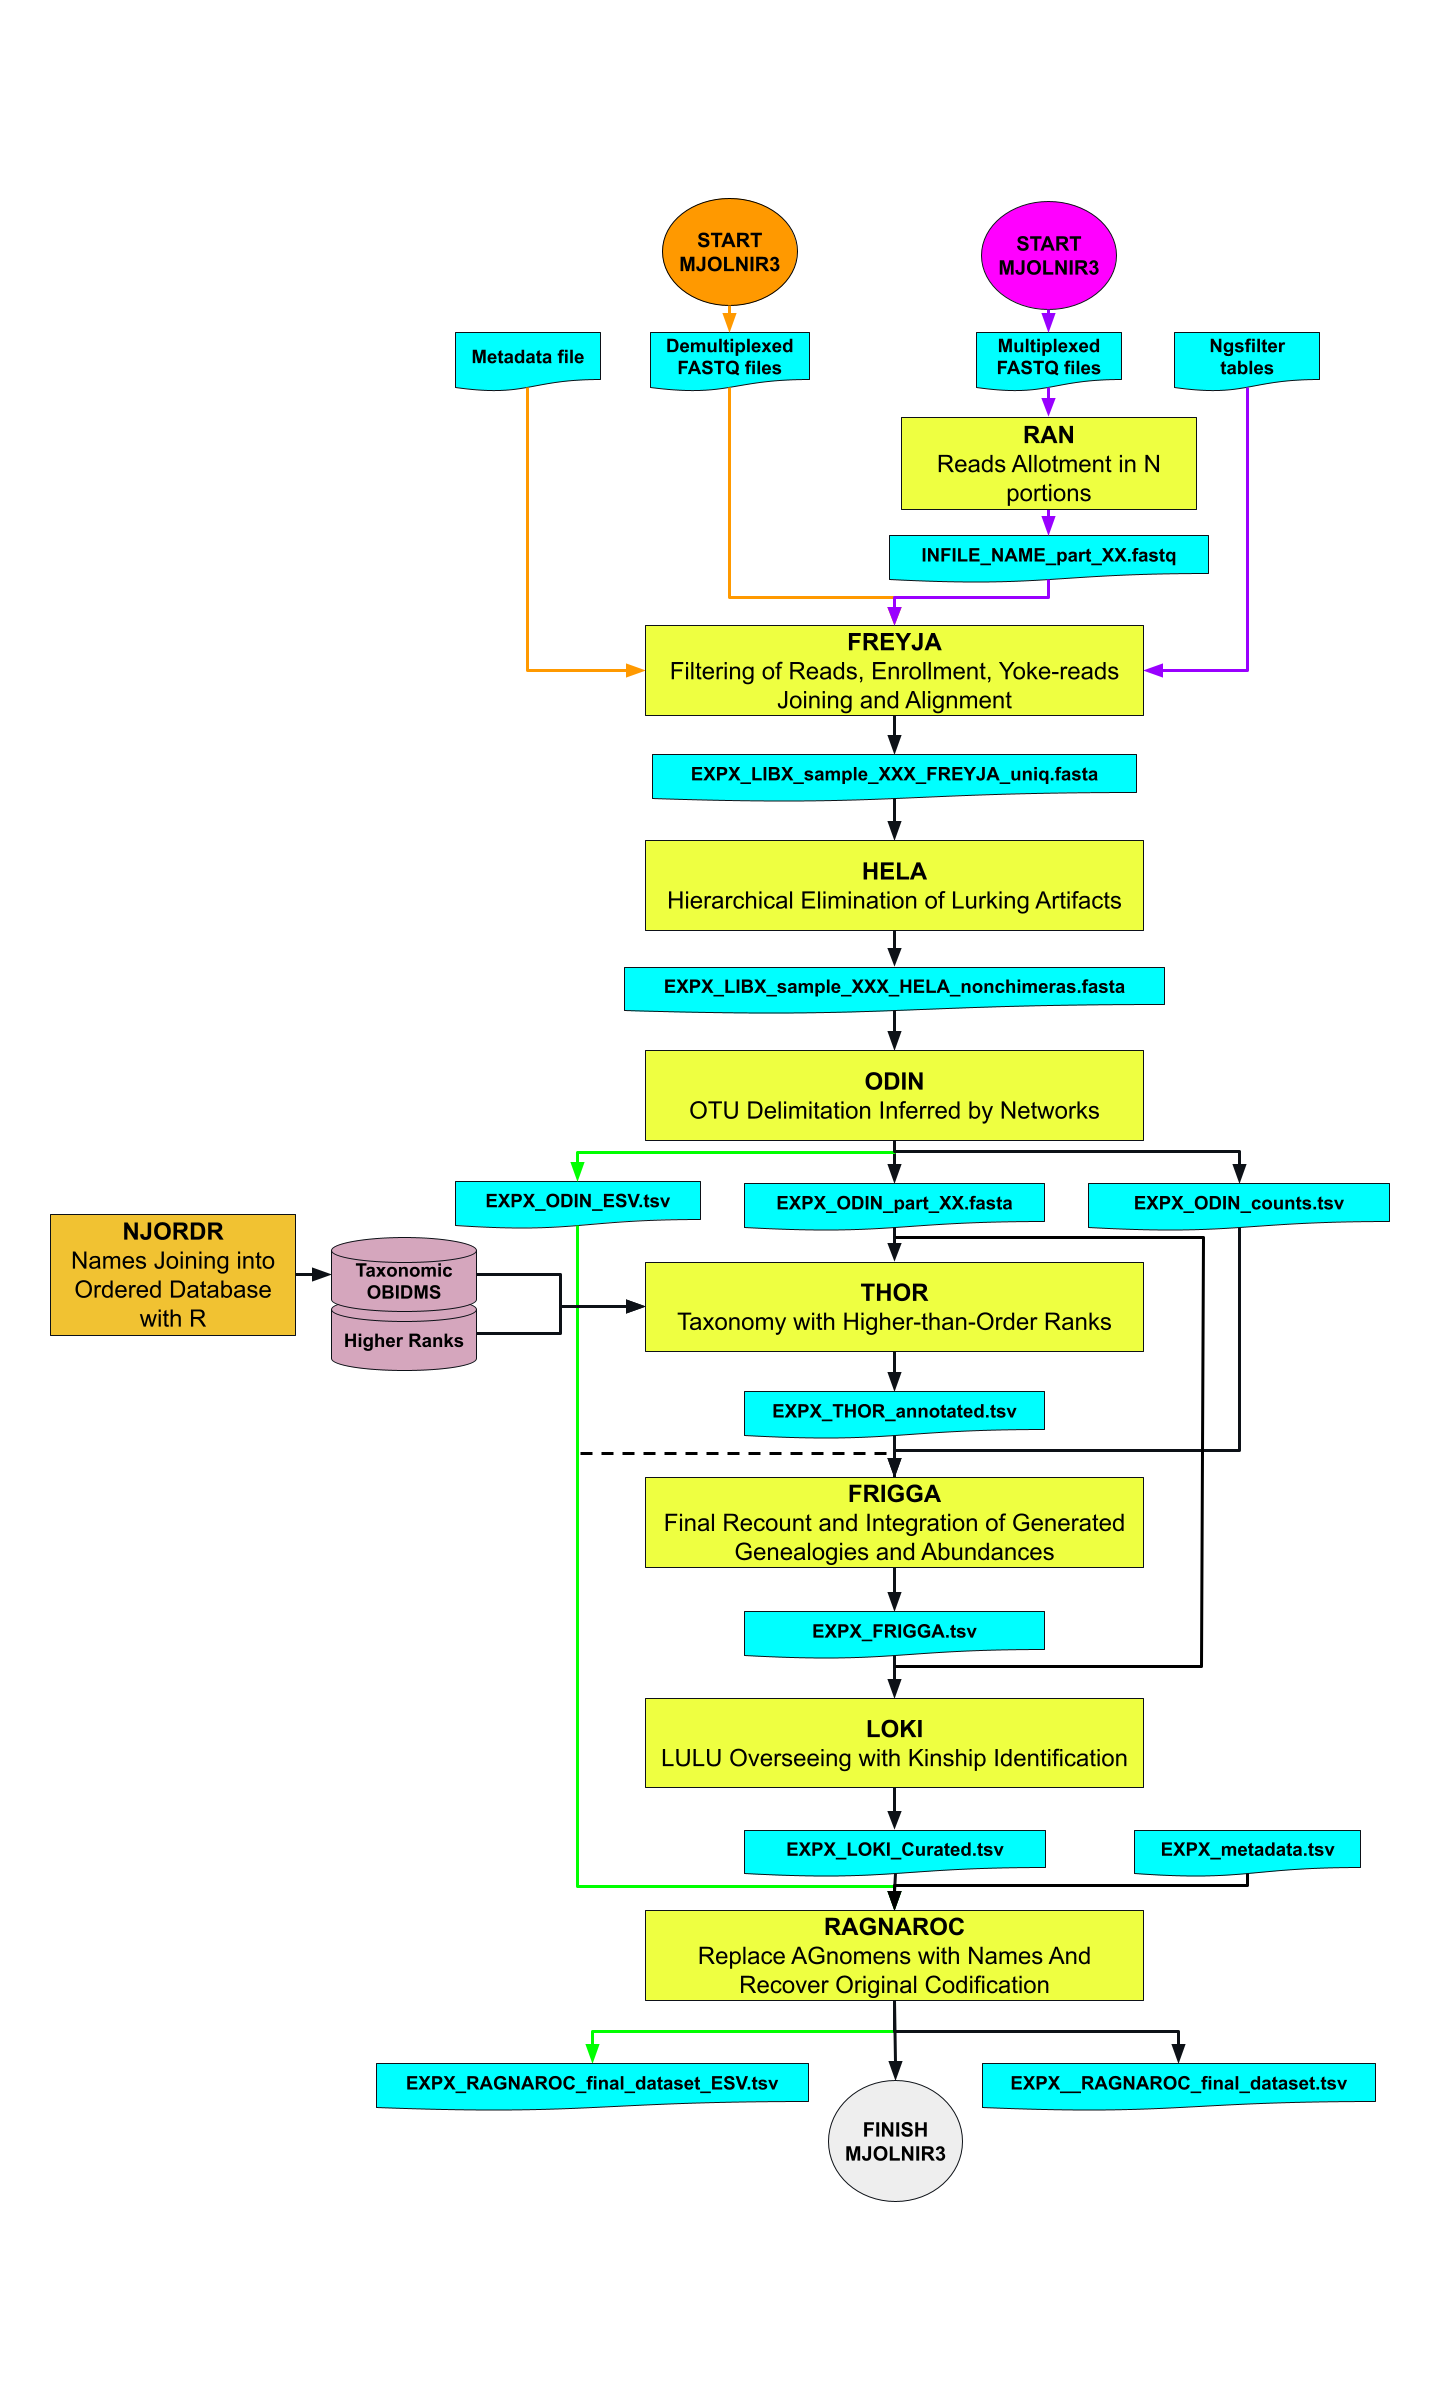 START
MJOLNIR3
START
MJOLNIR3
Metadata file
Demultiplexed
FASTQ files
Multiplexed
FASTQ files
Ngsfilter
tables
RAN
Reads Allotment in N
portions
INFILE_NAME_part_XX.fastq
FREYJA
Filtering of Reads, Enrollment, Yoke-reads
Joining and Alignment
EXPX_LIBX_sample_XXX_FREYJA_uniq.fasta
HELA
Hierarchical Elimination of Lurking Artifacts
EXPX_LIBX_sample_XXX_HELA_nonchimeras.fasta
ODIN
OTU Delimitation Inferred by Networks
EXPX_ODIN_ESV.tsv
EXPX_ODIN_part_XX.fasta
EXPX_ODIN_counts.tsv
NJORDR
Names Joining into
Ordered Database
with R
Taxonomic
OBIDMS
Higher Ranks
THOR
Taxonomy with Higher-than-Order Ranks
EXPX_THOR_annotated.tsv
FRIGGA
Final Recount and Integration of Generated
Genealogies and Abundances
EXPX_FRIGGA.tsv
LOKI
LULU Overseeing with Kinship Identification
EXPX_LOKI_Curated.tsv
EXPX_metadata.tsv
RAGNAROC
Replace AGnomens with Names And
Recover Original Codification
EXPX_RAGNAROC_final_dataset_ESV.tsv
EXPX__RAGNAROC_final_dataset.tsv
FINISH
MJOLNIR3